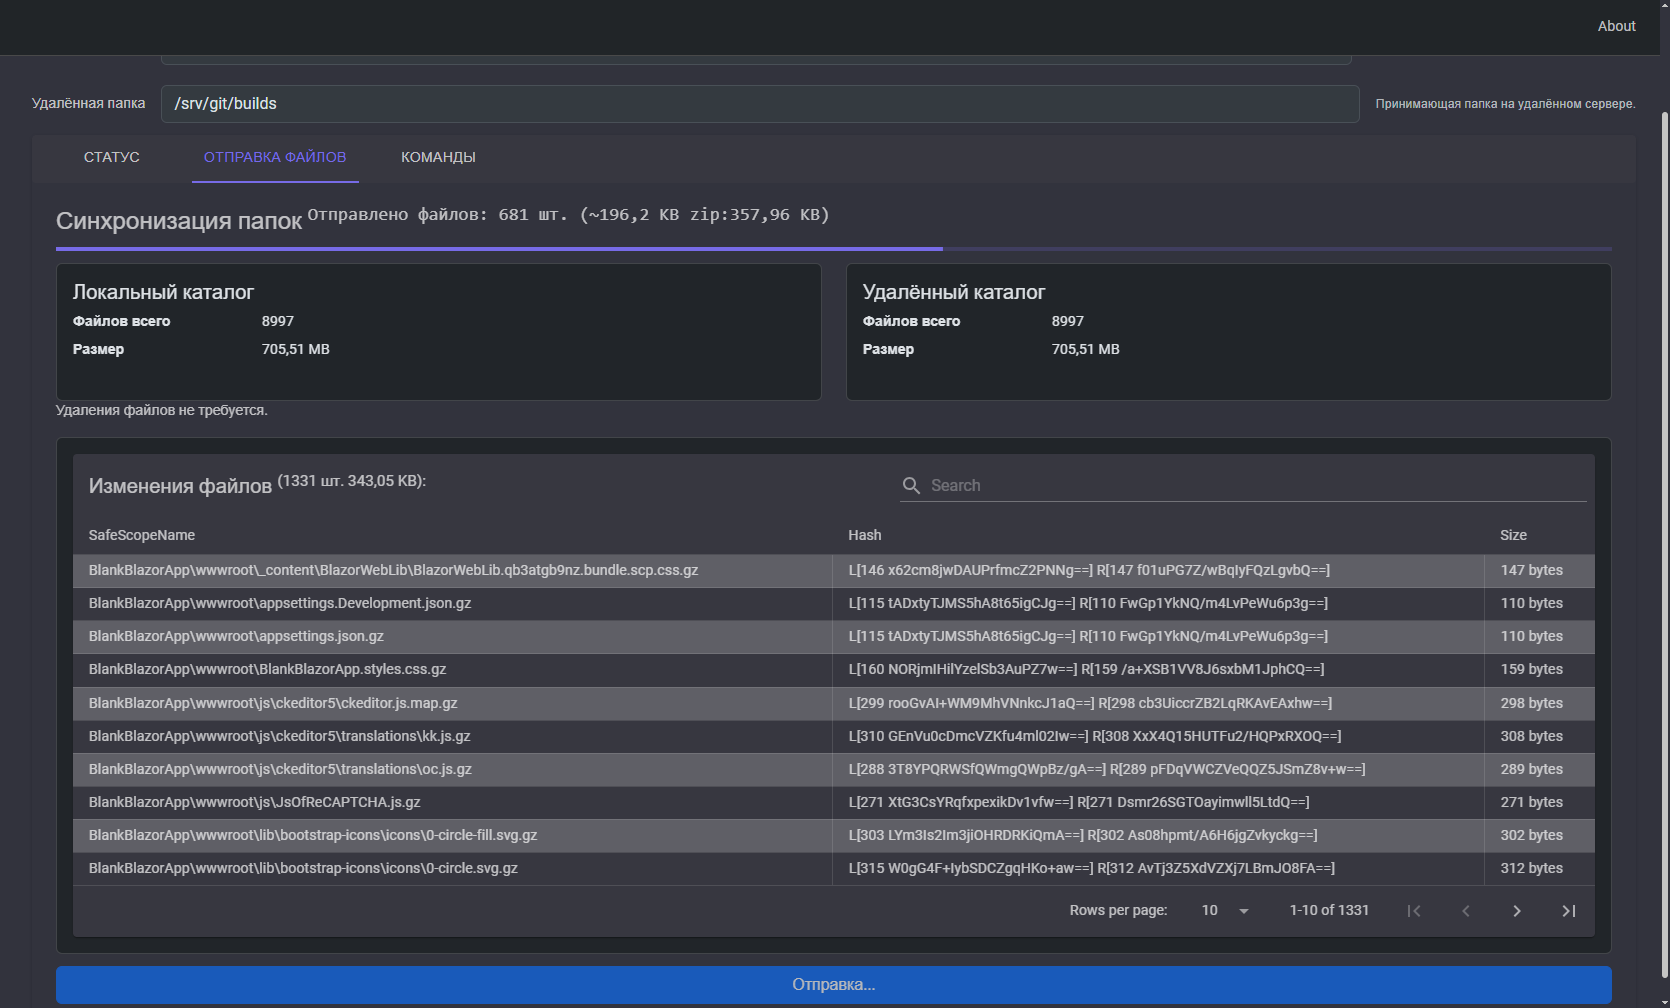 About
Удалённая папка /srv/git/builds Принимающая папка на удалённом сервере.
СТАТУС ОТПРАВКА ФАЙЛОВ КОМАНДЫ
Синхронизация папок Отправлено файлов: 681 шт. (~196,2 KB zip:357,96 KB)
Локальный каталог
Файлов всего 8997
Размер 705,51 MB
Удалённый каталог
Файлов всего 8997
Размер 705,51 MB
Удаления файлов не требуется.
Изменения файлов (1331 шт. 343,05 KB):
Search
SafeScopeName Hash Size
BlankBlazorApp\wwwroot\_content\BlazorWebLib\BlazorWebLib.qb3atgb9nz.bundle.scp.css.gz L[146 x62cm8jwDAUPrfmcZ2PNNg==] R[147 f01uPG7Z/wBqIyFQzLgvbQ==] 147 bytes
BlankBlazorApp\wwwroot\appsettings.Development.json.gz L[115 tADxtyTJMS5hA8t65igCJg==] R[110 FwGp1YkNQ/m4LvPeWu6p3g==] 110 bytes
BlankBlazorApp\wwwroot\appsettings.json.gz L[115 tADxtyTJMS5hA8t65igCJg==] R[110 FwGp1YkNQ/m4LvPeWu6p3g==] 110 bytes
BlankBlazorApp\wwwroot\BlankBlazorApp.styles.css.gz L[160 NORjmIHilYzelSb3AuPZ7w==] R[159 /a+XSB1VV8J6sxbM1JphCQ==] 159 bytes
BlankBlazorApp\wwwroot\js\ckeditor5\ckeditor.js.map.gz L[299 rooGvAI+WM9MhVNnkcJ1aQ==] R[298 cb3UiccrZB2LqRKAvEAxhw==] 298 bytes
BlankBlazorApp\wwwroot\js\ckeditor5\translations\kk.js.gz L[310 GEnVu0cDmcVZKfu4ml02Iw==] R[308 XxX4Q15HUTFu2/HQPxRXOQ==] 308 bytes
BlankBlazorApp\wwwroot\js\ckeditor5\translations\oc.js.gz L[288 3T8YPQRWSfQWmgQWpBz/gA==] R[289 pFDqVWCZVeQQZ5JSmZ8v+w==] 289 bytes
BlankBlazorApp\wwwroot\js\JsOfReCAPTCHA.js.gz L[271 XtG3CsYRqfxpexikDv1vfw==] R[271 Dsmr26SGTOayimwll5LtdQ==] 271 bytes
BlankBlazorApp\wwwroot\lib\bootstrap-icons\icons\0-circle-fill.svg.gz L[303 LYm3Is2Im3jiOHRDRKiQmA==] R[302 As08hpmt/A6H6jgZvkyckg==] 302 bytes
BlankBlazorApp\wwwroot\lib\bootstrap-icons\icons\0-circle.svg.gz L[315 W0gG4F+IybSDCZgqHKo+aw==] R[312 AvTj3Z5XdVZXj7LBmJO8FA==] 312 bytes
Rows per page: 10 1-10 of 1331
Отправка...